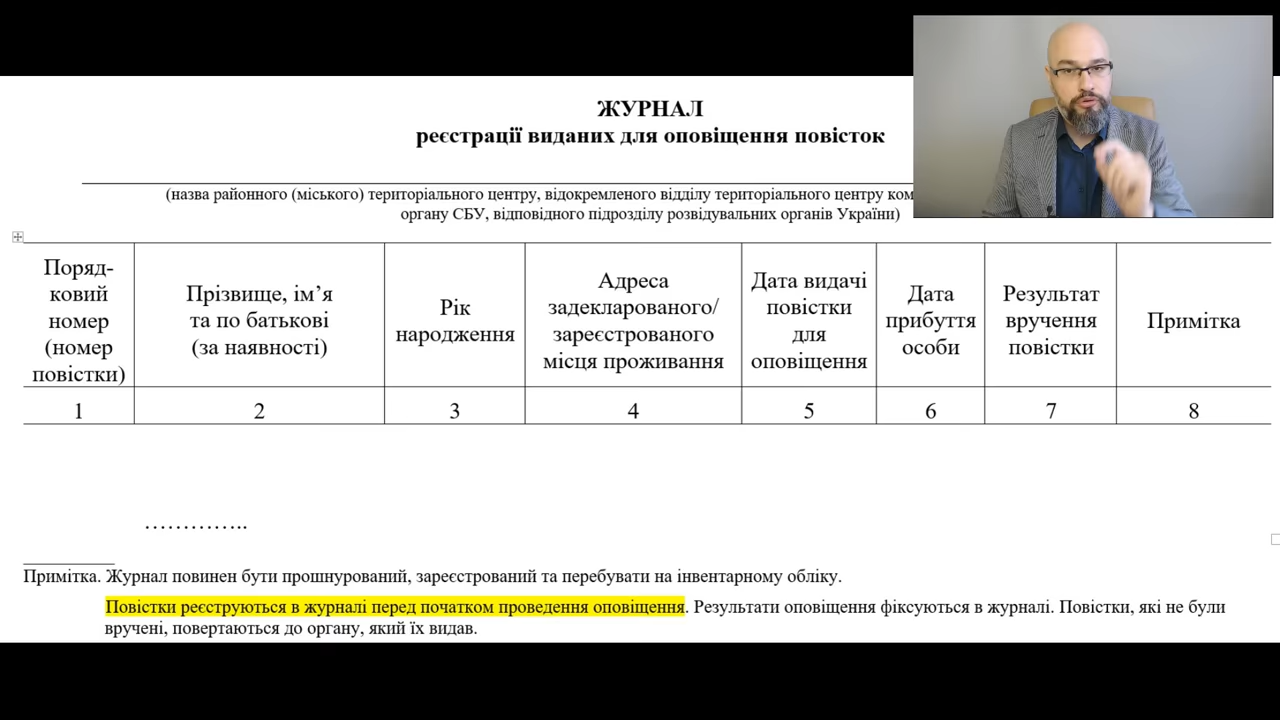 ЖУРНАЛ
реєстрації виданих для оповіщення повісток
(назва районного (міського) територіального центру, відокремленого відділу територіального центру
органу СБУ, відповідного підрозділу розвідувальних органів України)
Поряд-
ковий
номер
(номер
повістки)
Прізвище, ім’я
та по батькові
(за наявності)
Рік
народження
Адреса
задекларованого/
зареєстрованого
місця проживання
Дата видачі
повістки
для
оповіщення
Дата
прибуття
особи
Результат
вручення
повістки
Примітка
1 2 3 4 5 6 7 8
…………..
Примітка. Журнал повинен бути прошнурований, зареєстрований та перебувати на інвентарному обліку.
Повістки реєструються в журналі перед початком проведення оповіщення. Результати оповіщення фіксуються в журналі. Повістки, які не були
вручені, повертаються до органу, який їх видав.